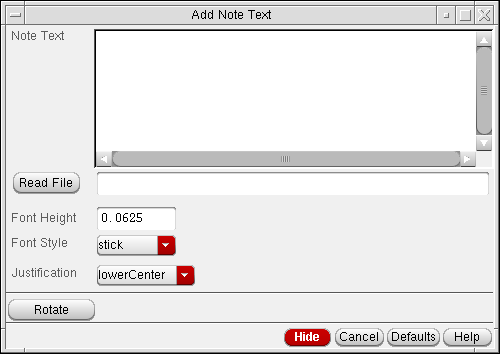 Add Note Text
Note Text
Read File
Font Height 0.0625
Font Style stick
Justification lowerCenter
Rotate
Hide Cancel Defaults Help